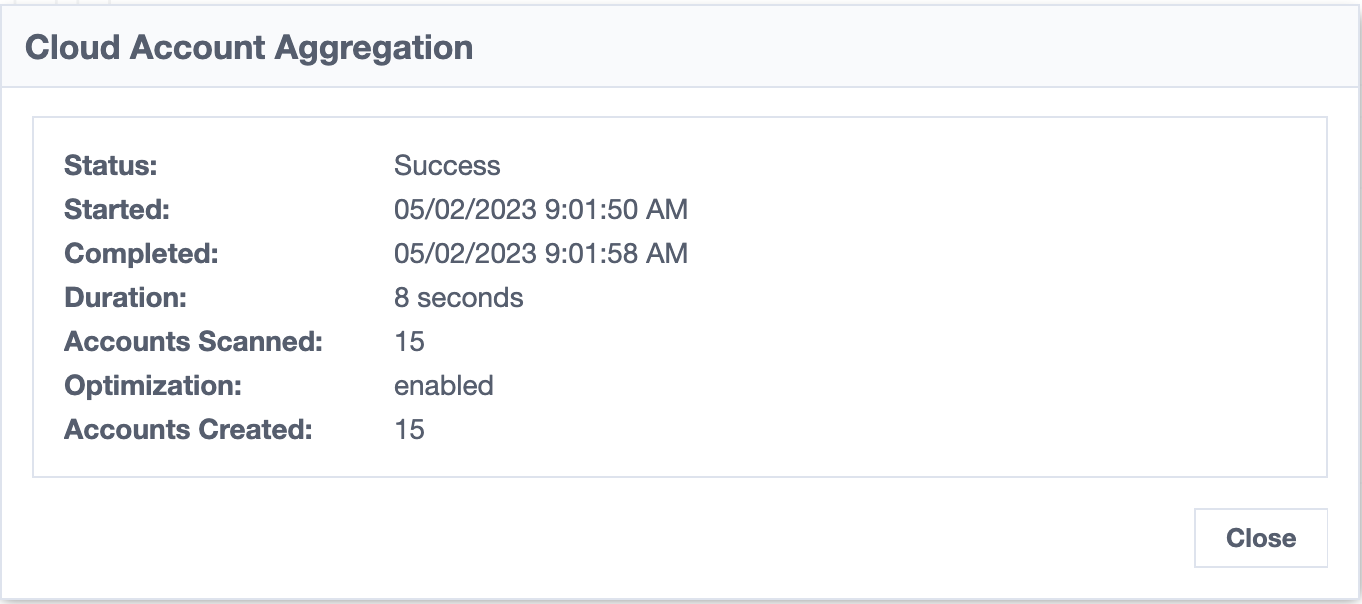 Cloud Account Aggregation
Status: Success
Started: 05/02/2023 9:01:50 AM
Completed: 05/02/2023 9:01:58 AM
Duration: 8 seconds
Accounts Scanned: 15
Optimization: enabled
Accounts Created: 15
Close